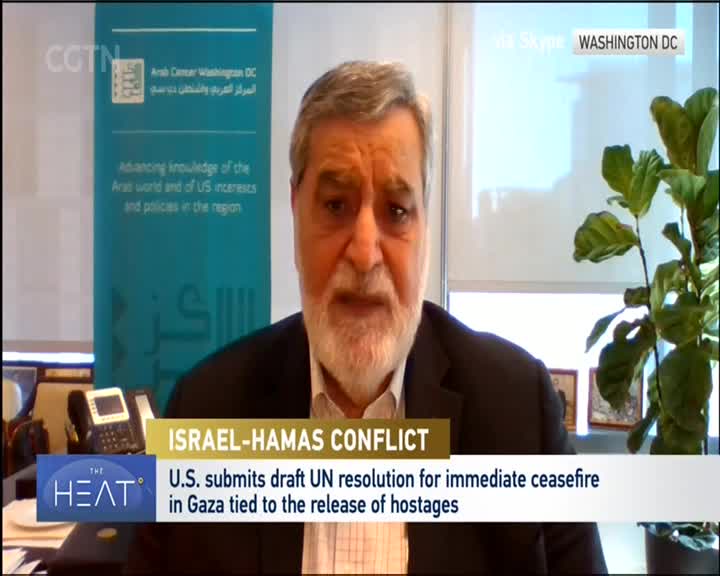 CGTN
via Skype
WASHINGTON DC
Arab Center Washington DC
المركز العربي واشنطن دي سي
Advancing knowledge of the
Arab world and of US interests
and policies in the region
ISRAEL-HAMAS CONFLICT
THE
HEAT
U.S. submits draft UN resolution for immediate ceasefire
in Gaza tied to the release of hostages